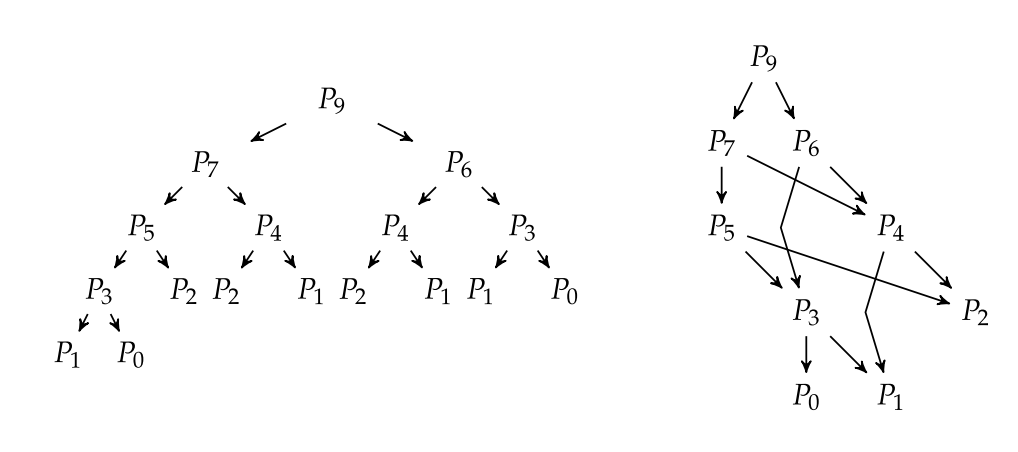 P₉
P₇ P₆
P₅ P₄ P₄ P₃
P₃ P₂ P₂ P₁ P₂ P₁ P₁ P₀
P₁ P₀
P₉
P₇ P₆
P₅ P₄
P₃ P₂
P₀ P₁